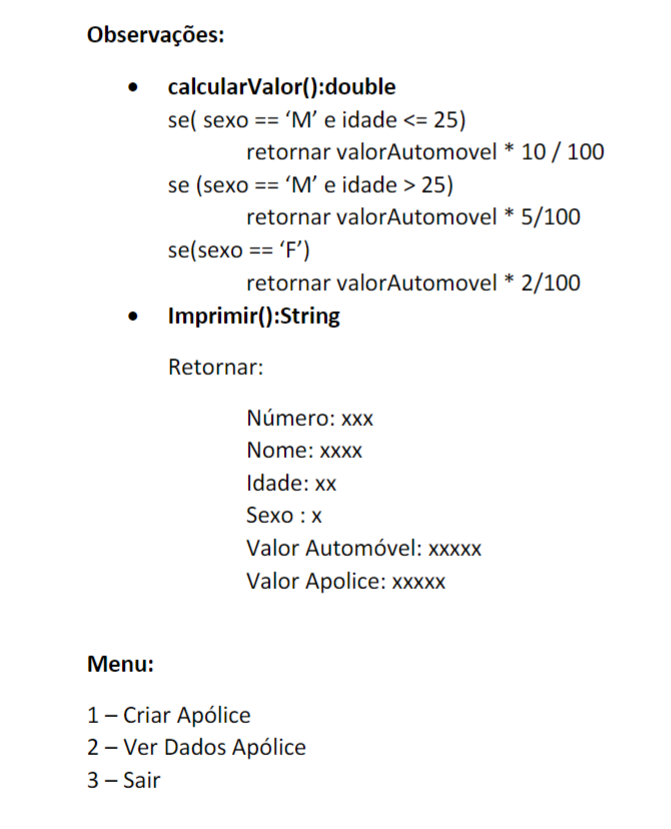 Observações:
• calcularValor():double
se( sexo == ‘M’ e idade <= 25)
retornar valorAutomovel * 10 / 100
se (sexo == ‘M’ e idade > 25)
retornar valorAutomovel * 5/100
se(sexo == ‘F’)
retornar valorAutomovel * 2/100
• Imprimir():String
Retornar:
Número: xxx
Nome: xxxx
Idade: xx
Sexo : x
Valor Automóvel: xxxxx
Valor Apolice: xxxxx
Menu:
1 – Criar Apólice
2 – Ver Dados Apólice
3 – Sair